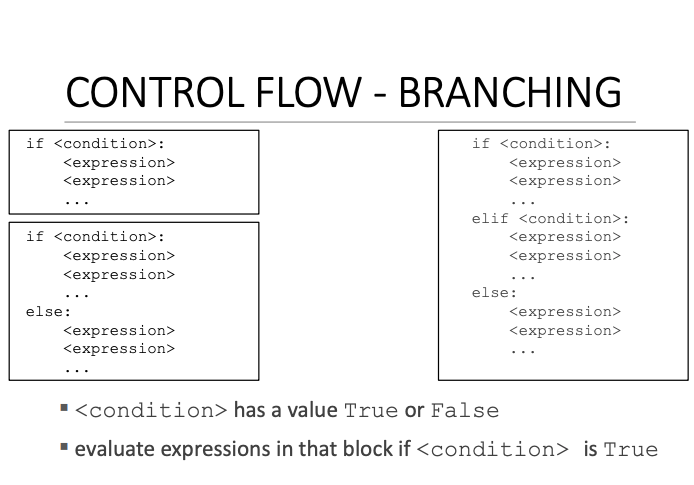 CONTROL FLOW - BRANCHING
if <condition>:
    <expression>
    <expression>
    ...
if <condition>:
    <expression>
    <expression>
    ...
else:
    <expression>
    <expression>
    ...
if <condition>:
    <expression>
    <expression>
    ...
elif <condition>:
    <expression>
    <expression>
    ...
else:
    <expression>
    <expression>
    ...
▪ <condition> has a value True or False
▪ evaluate expressions in that block if <condition> is True